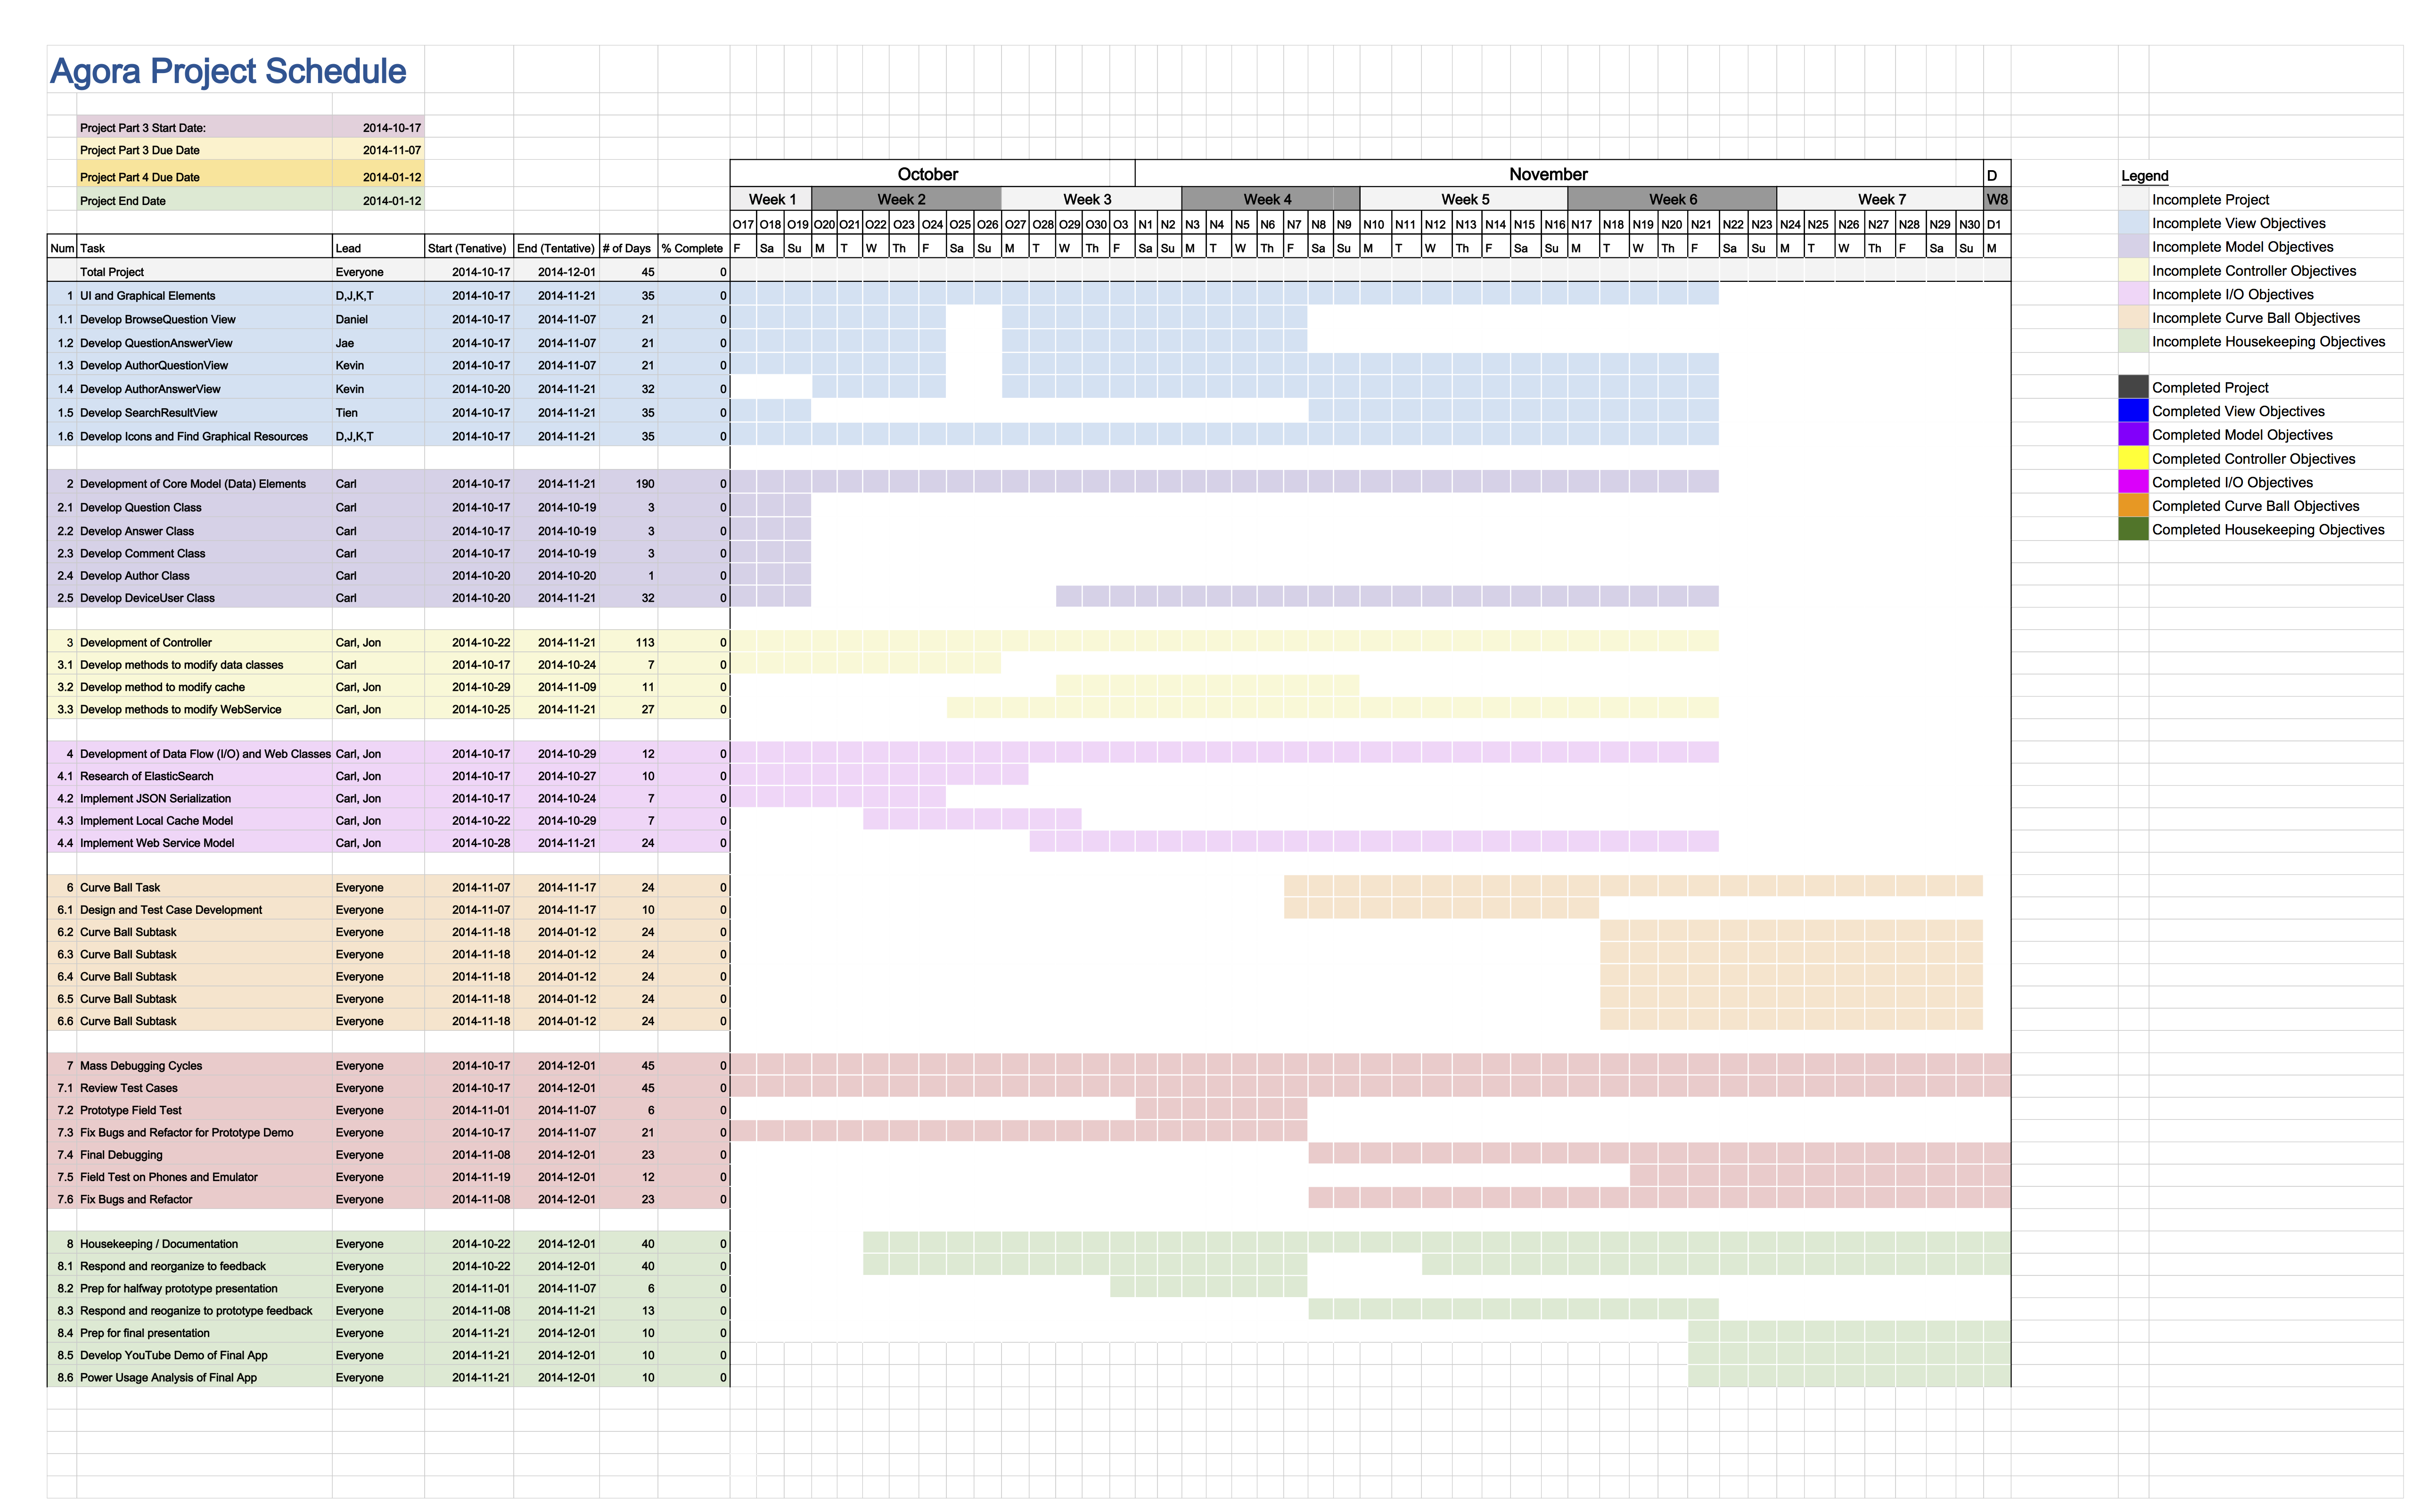 Agora Project Schedule
Project Part 3 Start Date: 2014-10-17
Project Part 3 Due Date 2014-11-07
Project Part 4 Due Date 2014-01-12
Project End Date 2014-01-12
October November D
Week 1 Week 2 Week 3 Week 4 Week 5 Week 6 Week 7 W8
O17 O18 O19 O20 O21 O22 O23 O24 O25 O26 O27 O28 O29 O30 O3 N1 N2 N3 N4 N5 N6 N7 N8 N9 N10 N11 N12 N13 N14 N15 N16 N17 N18 N19 N20 N21 N22 N23 N24 N25 N26 N27 N28 N29 N30 D1
Num Task Lead Start (Tenative) End (Tentative) # of Days % Complete F Sa Su M T W Th F Sa Su M T W Th F Sa Su M T W Th F Sa Su M T W Th F Sa Su M T W Th F Sa Su M T W Th F Sa Su M
Total Project Everyone 2014-10-17 2014-12-01 45 0
1 UI and Graphical Elements D,J,K,T 2014-10-17 2014-11-21 35 0
1.1 Develop BrowseQuestion View Daniel 2014-10-17 2014-11-07 21 0
1.2 Develop QuestionAnswerView Jae 2014-10-17 2014-11-07 21 0
1.3 Develop AuthorQuestionView Kevin 2014-10-17 2014-11-07 21 0
1.4 Develop AuthorAnswerView Kevin 2014-10-20 2014-11-21 32 0
1.5 Develop SearchResultView Tien 2014-10-17 2014-11-21 35 0
1.6 Develop Icons and Find Graphical Resources D,J,K,T 2014-10-17 2014-11-21 35 0
2 Development of Core Model (Data) Elements Carl 2014-10-17 2014-11-21 190 0
2.1 Develop Question Class Carl 2014-10-17 2014-10-19 3 0
2.2 Develop Answer Class Carl 2014-10-17 2014-10-19 3 0
2.3 Develop Comment Class Carl 2014-10-17 2014-10-19 3 0
2.4 Develop Author Class Carl 2014-10-20 2014-10-20 1 0
2.5 Develop DeviceUser Class Carl 2014-10-20 2014-11-21 32 0
3 Development of Controller Carl, Jon 2014-10-22 2014-11-21 113 0
3.1 Develop methods to modify data classes Carl 2014-10-17 2014-10-24 7 0
3.2 Develop method to modify cache Carl, Jon 2014-10-29 2014-11-09 11 0
3.3 Develop methods to modify WebService Carl, Jon 2014-10-25 2014-11-21 27 0
4 Development of Data Flow (I/O) and Web Classes Carl, Jon 2014-10-17 2014-10-29 12 0
4.1 Research of ElasticSearch Carl, Jon 2014-10-17 2014-10-27 10 0
4.2 Implement JSON Serialization Carl, Jon 2014-10-17 2014-10-24 7 0
4.3 Implement Local Cache Model Carl, Jon 2014-10-22 2014-10-29 7 0
4.4 Implement Web Service Model Carl, Jon 2014-10-28 2014-11-21 24 0
6 Curve Ball Task Everyone 2014-11-07 2014-11-17 24 0
6.1 Design and Test Case Development Everyone 2014-11-07 2014-11-17 10 0
6.2 Curve Ball Subtask Everyone 2014-11-18 2014-01-12 24 0
6.3 Curve Ball Subtask Everyone 2014-11-18 2014-01-12 24 0
6.4 Curve Ball Subtask Everyone 2014-11-18 2014-01-12 24 0
6.5 Curve Ball Subtask Everyone 2014-11-18 2014-01-12 24 0
6.6 Curve Ball Subtask Everyone 2014-11-18 2014-01-12 24 0
7 Mass Debugging Cycles Everyone 2014-10-17 2014-12-01 45 0
7.1 Review Test Cases Everyone 2014-10-17 2014-12-01 45 0
7.2 Prototype Field Test Everyone 2014-11-01 2014-11-07 6 0
7.3 Fix Bugs and Refactor for Prototype Demo Everyone 2014-10-17 2014-11-07 21 0
7.4 Final Debugging Everyone 2014-11-08 2014-12-01 23 0
7.5 Field Test on Phones and Emulator Everyone 2014-11-19 2014-12-01 12 0
7.6 Fix Bugs and Refactor Everyone 2014-11-08 2014-12-01 23 0
8 Housekeeping / Documentation Everyone 2014-10-22 2014-12-01 40 0
8.1 Respond and reorganize to feedback Everyone 2014-10-22 2014-12-01 40 0
8.2 Prep for halfway prototype presentation Everyone 2014-11-01 2014-11-07 6 0
8.3 Respond and reoganize to prototype feedback Everyone 2014-11-08 2014-11-21 13 0
8.4 Prep for final presentation Everyone 2014-11-21 2014-12-01 10 0
8.5 Develop YouTube Demo of Final App Everyone 2014-11-21 2014-12-01 10 0
8.6 Power Usage Analysis of Final App Everyone 2014-11-21 2014-12-01 10 0
Legend
Incomplete Project
Incomplete View Objectives
Incomplete Model Objectives
Incomplete Controller Objectives
Incomplete I/O Objectives
Incomplete Curve Ball Objectives
Incomplete Housekeeping Objectives
Completed Project
Completed View Objectives
Completed Model Objectives
Completed Controller Objectives
Completed I/O Objectives
Completed Curve Ball Objectives
Completed Housekeeping Objectives